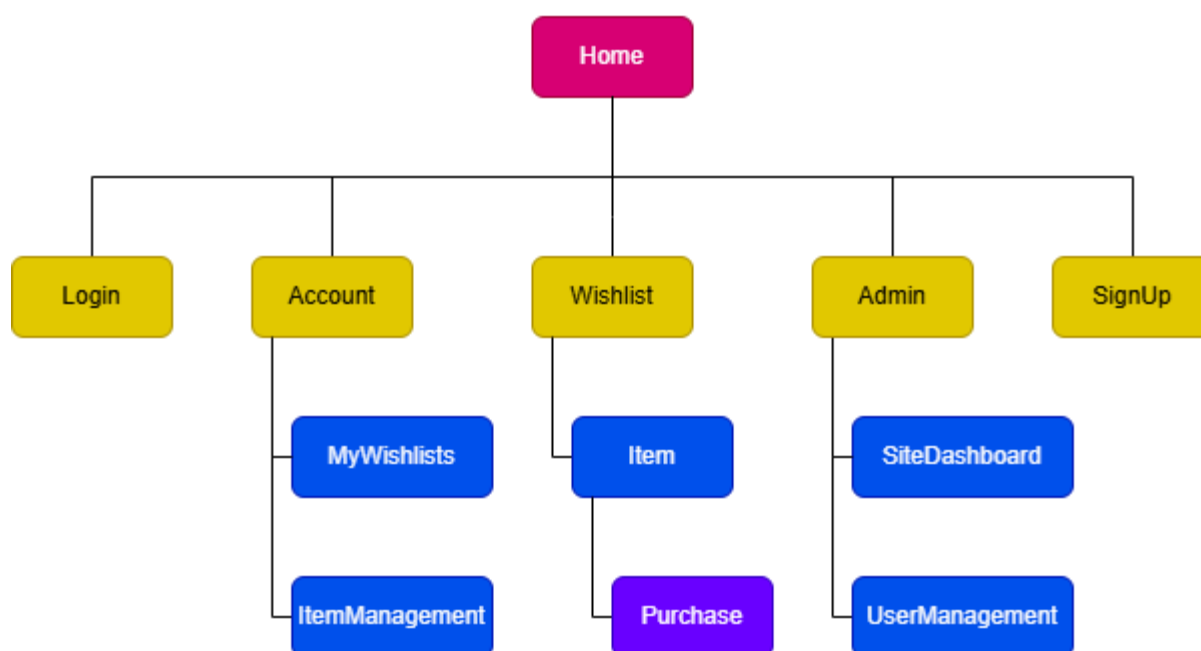 Home
Login
Account
Wishlist
Admin
SignUp
MyWishlists
Item
SiteDashboard
ItemManagement
Purchase
UserManagement